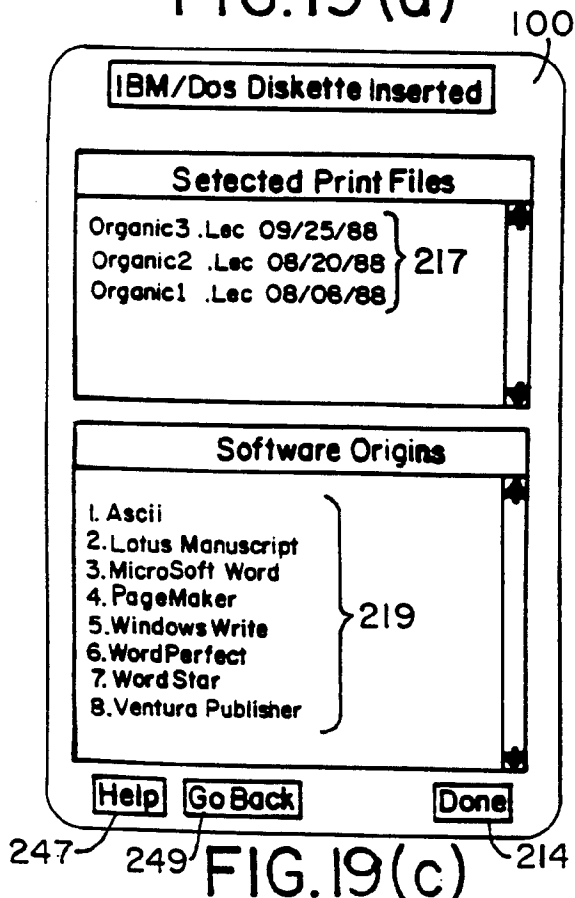 FIG.19(a)
100
IBM/Dos Diskette Inserted
Setected Print Files
Organic3 .Lec 09/25/88
Organic2 .Lec 08/20/88
Organic1 .Lec 08/06/88
217
Software Origins
1. Ascii
2. Lotus Manuscript
3. MicroSoft Word
4. PageMaker
5. Windows Write
6. WordPerfect
7. WordStar
8. Ventura Publisher
219
Help Go Back Done
247 249 214
FIG.19(c)